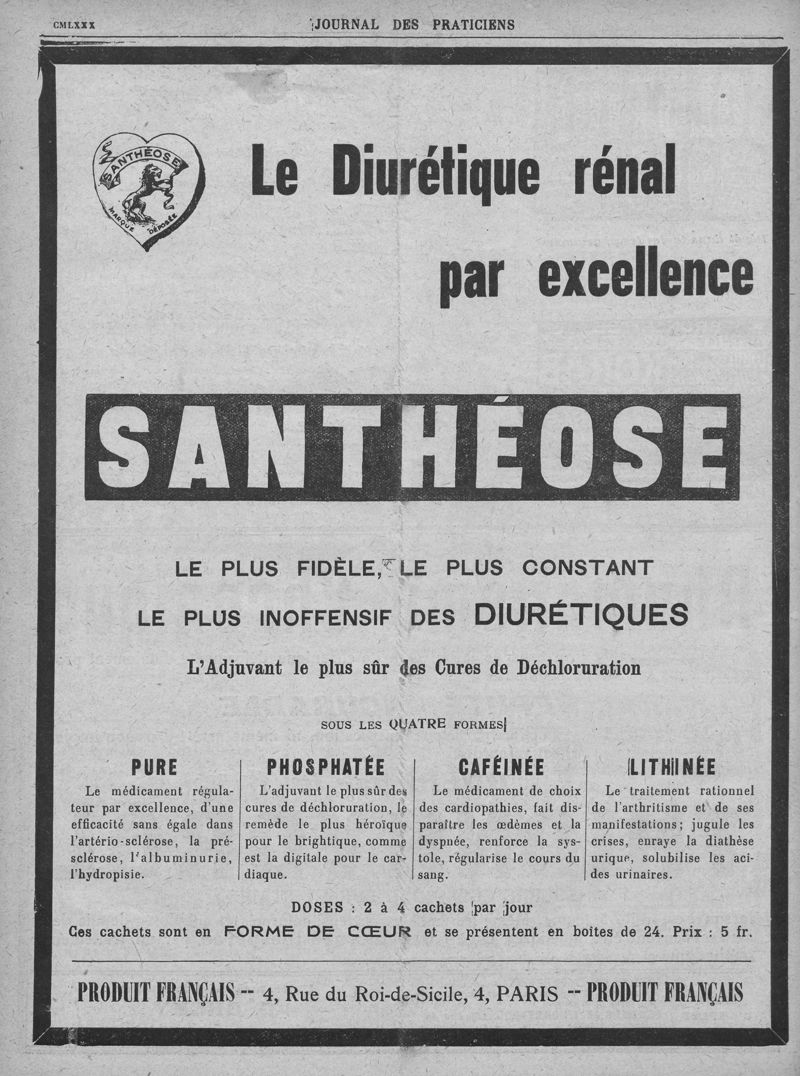 CMLXXX
JOURNAL DES PRATICIENS
SANTHÉOSE
MARQUE DÉPOSÉE
Le Diurétique rénal
par excellence
SANTHÉOSE
LE PLUS FIDÈLE, LE PLUS CONSTANT
LE PLUS INOFFENSIF DES DIURÉTIQUES
L'Adjuvant le plus sûr des Cures de Déchloruration
SOUS LES QUATRE FORMES
PURE
Le médicament régula-
teur par excellence, d'une
efficacité sans égale dans
l'artério-sclérose, la pré-
sclérose, l'albuminurie,
l'hydropisie.
PHOSPHATÉE
L'adjuvant le plus sûr des
cures de déchloruration, le
remède le plus héroïque
pour le brightique, comme
est la digitale pour le car-
diaque.
CAFÉINÉE
Le médicament de choix
des cardiopathies, fait dis-
paraître les œdèmes et la
dyspnée, renforce la sys-
tole, régularise le cours du
sang.
LITHINÉE
Le traitement rationnel
de l'arthritisme et de ses
manifestations; jugule les
crises, enraye la diathèse
urique, solubilise les aci-
des urinaires.
DOSES : 2 à 4 cachets par jour
Ces cachets sont en FORME DE CŒUR et se présentent en boîtes de 24. Prix : 5 fr.
PRODUIT FRANÇAIS -- 4, Rue du Roi-de-Sicile, 4, PARIS -- PRODUIT FRANÇAIS